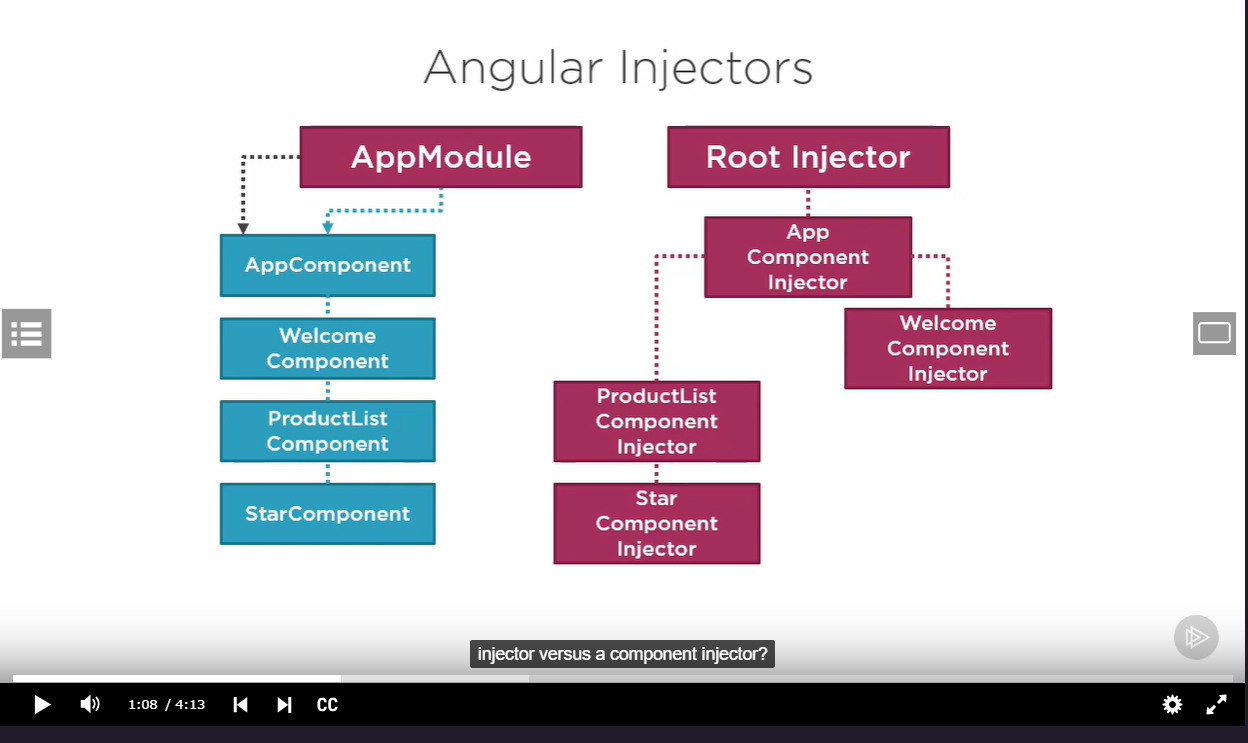 Angular Injectors
AppModule
AppComponent
Welcome
Component
ProductList
Component
StarComponent
Root Injector
App
Component
Injector
Welcome
Component
Injector
ProductList
Component
Injector
Star
Component
Injector
injector versus a component injector?
1:08 / 4:13
CC